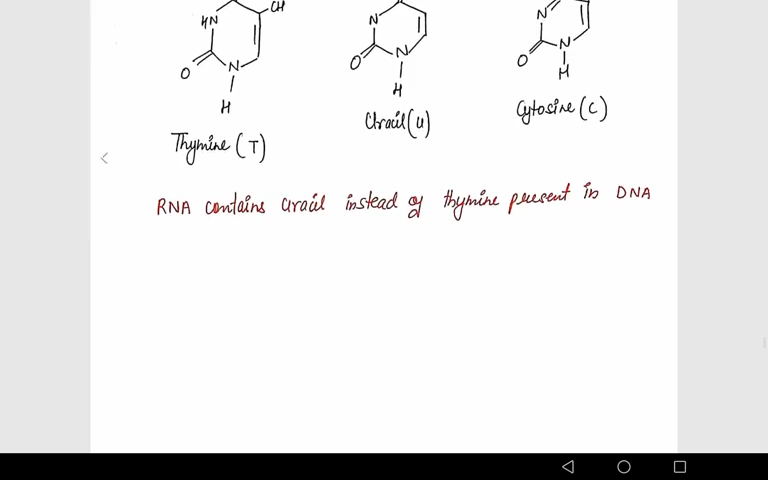 CH
HN
N
N
O
N
O
N
O
N
H
H
H
Thymine (T)
Uracil (U)
Cytosine (C)
RNA contains uracil instead of thymine present in DNA